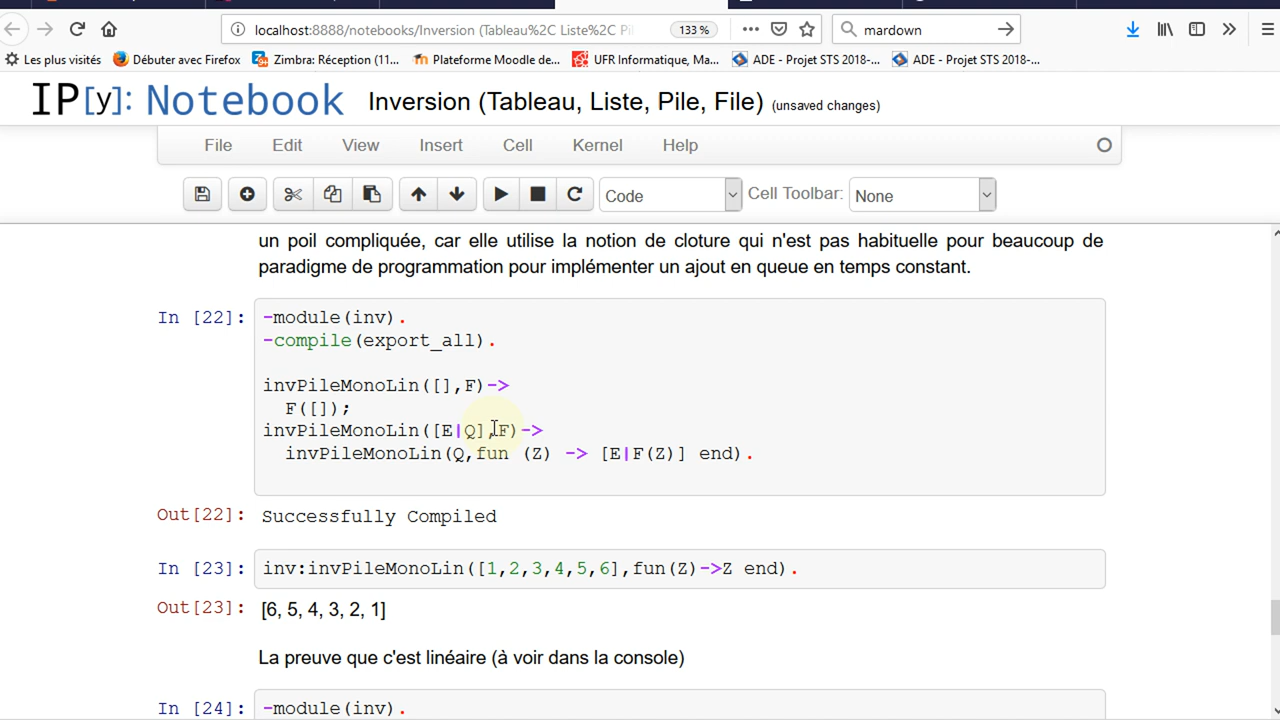 localhost:8888/notebooks/Inversion (Tableau%2C Liste%2C Pi
133 %
mardown
Les plus visités
Débuter avec Firefox
Zimbra: Réception (11...
Plateforme Moodle de...
UFR Informatique, Ma...
ADE - Projet STS 2018-...
ADE - Projet STS 2018-...
IP[y]: Notebook
Inversion (Tableau, Liste, Pile, File) (unsaved changes)
File Edit View Insert Cell Kernel Help
Code
Cell Toolbar:
None
un poil compliquée, car elle utilise la notion de cloture qui n'est pas habituelle pour beaucoup de
paradigme de programmation pour implémenter un ajout en queue en temps constant.
In [22]:
-module(inv).
-compile(export_all).
invPileMonoLin([],F)->
F([]);
invPileMonoLin([E|Q],F)->
invPileMonoLin(Q,fun (Z) -> [E|F(Z)] end).
Out[22]: Successfully Compiled
In [23]: inv:invPileMonoLin([1,2,3,4,5,6],fun(Z)->Z end).
Out[23]: [6, 5, 4, 3, 2, 1]
La preuve que c'est linéaire (à voir dans la console)
In [24]: -module(inv).